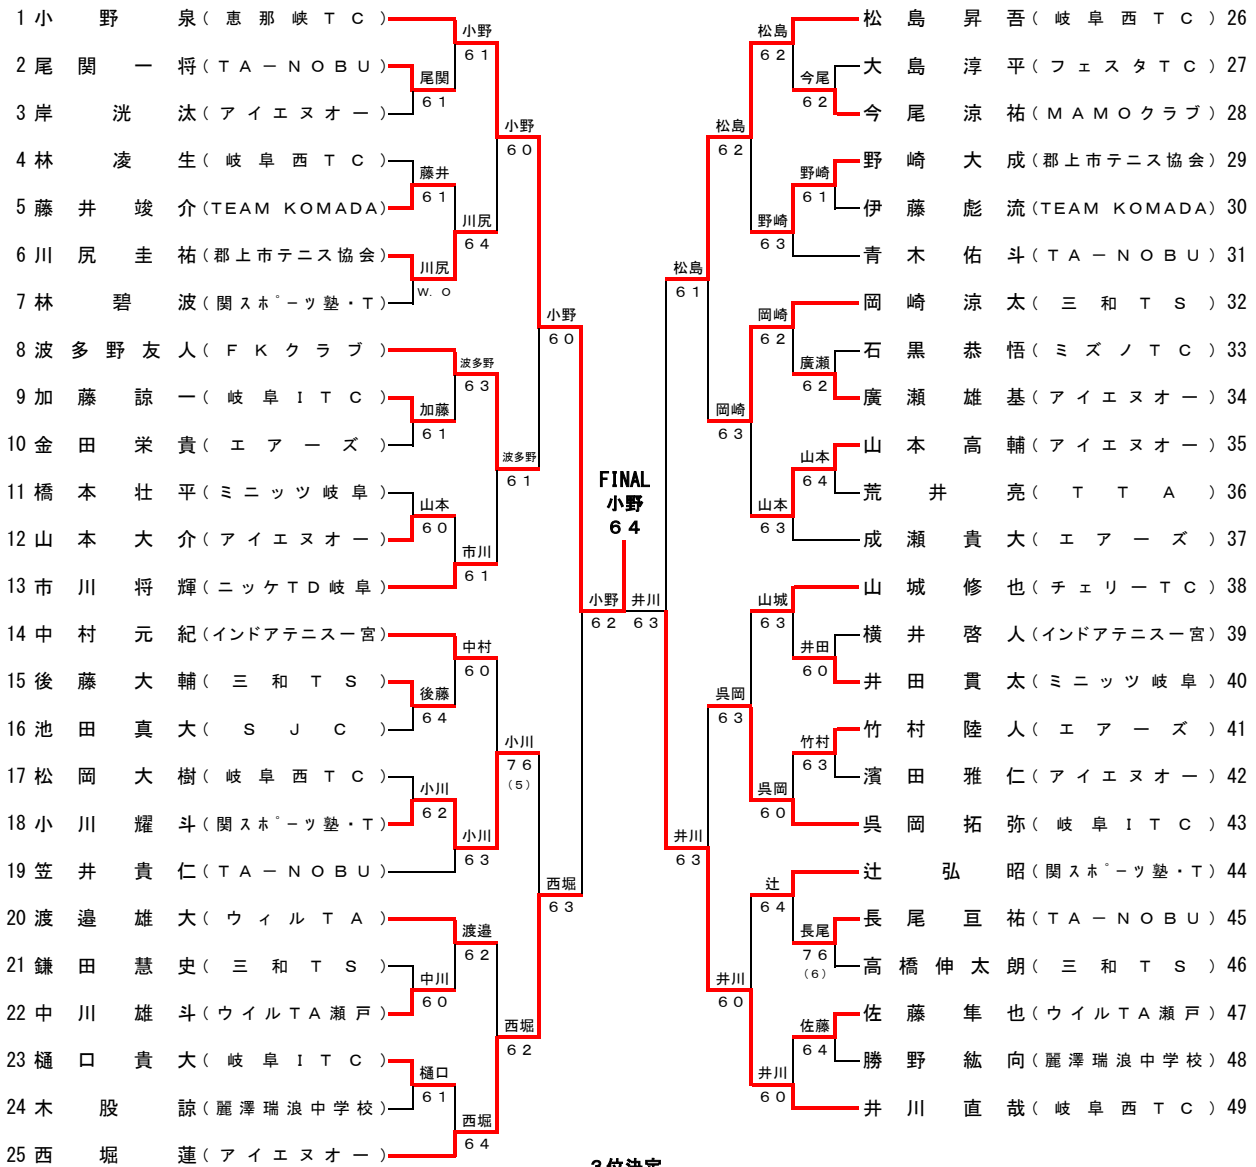 1 小野泉(恵那峡TC)
2 尾関一将(TA-NOBU)
3 岸洸汰(アイエヌオー)
4 林凌生(岐阜西TC)
5 藤井竣介(TEAM KOMADA)
6 川尻圭祐(郡上市テニス協会)
7 林碧波(関スポーツ塾・T)
8 波多野友人(FKクラブ)
9 加藤諒一(岐阜ITC)
10 金田栄貴(エアーズ)
11 橋本壮平(ミニッツ岐阜)
12 山本大介(アイエヌオー)
13 市川将輝(ニッケTD岐阜)
14 中村元紀(インドアテニス一宮)
15 後藤大輔(三和TS)
16 池田真大(SJC)
17 松岡大樹(岐阜西TC)
18 小川耀斗(関スポーツ塾・T)
19 笠井貴仁(TA-NOBU)
20 渡邉雄大(ウィルTA)
21 鎌田慧史(三和TS)
22 中川雄斗(ウイルTA瀬戸)
23 樋口貴大(岐阜ITC)
24 木股諒(麗澤瑞浪中学校)
25 西堀蓮(アイエヌオー)
尾関
61
藤井
61
川尻
W.O
加藤
61
山本
60
後藤
64
小川
62
中川
60
樋口
61
小野
61
川尻
64
波多野
63
市川
61
中村
60
小川
63
渡邉
62
西堀
64
小野
60
波多野
61
小川
76
(5)
西堀
62
小野
60
西堀
63
小野
62
FINAL
小野
64
井川
63
松島
61
井川
63
松島
62
岡崎
63
呉岡
63
井川
60
松島
62
野崎
63
岡崎
62
山本
63
山城
63
呉岡
60
辻
64
井川
60
今尾
62
野崎
61
廣瀬
62
山本
64
井田
60
竹村
63
長尾
76
(6)
佐藤
64
松島昇吾(岐阜西TC) 26
大島淳平(フェスタTC) 27
今尾涼祐(MAMOクラブ) 28
野崎大成(郡上市テニス協会) 29
伊藤彪流(TEAM KOMADA) 30
青木佑斗(TA-NOBU) 31
岡崎涼太(三和TS) 32
石黒恭悟(ミズノTC) 33
廣瀬雄基(アイエヌオー) 34
山本高輔(アイエヌオー) 35
荒井亮(TTA) 36
成瀬貴大(エアーズ) 37
山城修也(チェリーTC) 38
横井啓人(インドアテニス一宮) 39
井田貫太(ミニッツ岐阜) 40
竹村陸人(エアーズ) 41
濱田雅仁(アイエヌオー) 42
呉岡拓弥(岐阜ITC) 43
辻弘昭(関スポーツ塾・T) 44
長尾亘祐(TA-NOBU) 45
高橋伸太朗(三和TS) 46
佐藤隼也(ウイルTA瀬戸) 47
勝野紘向(麗澤瑞浪中学校) 48
井川直哉(岐阜西TC) 49
3位決定